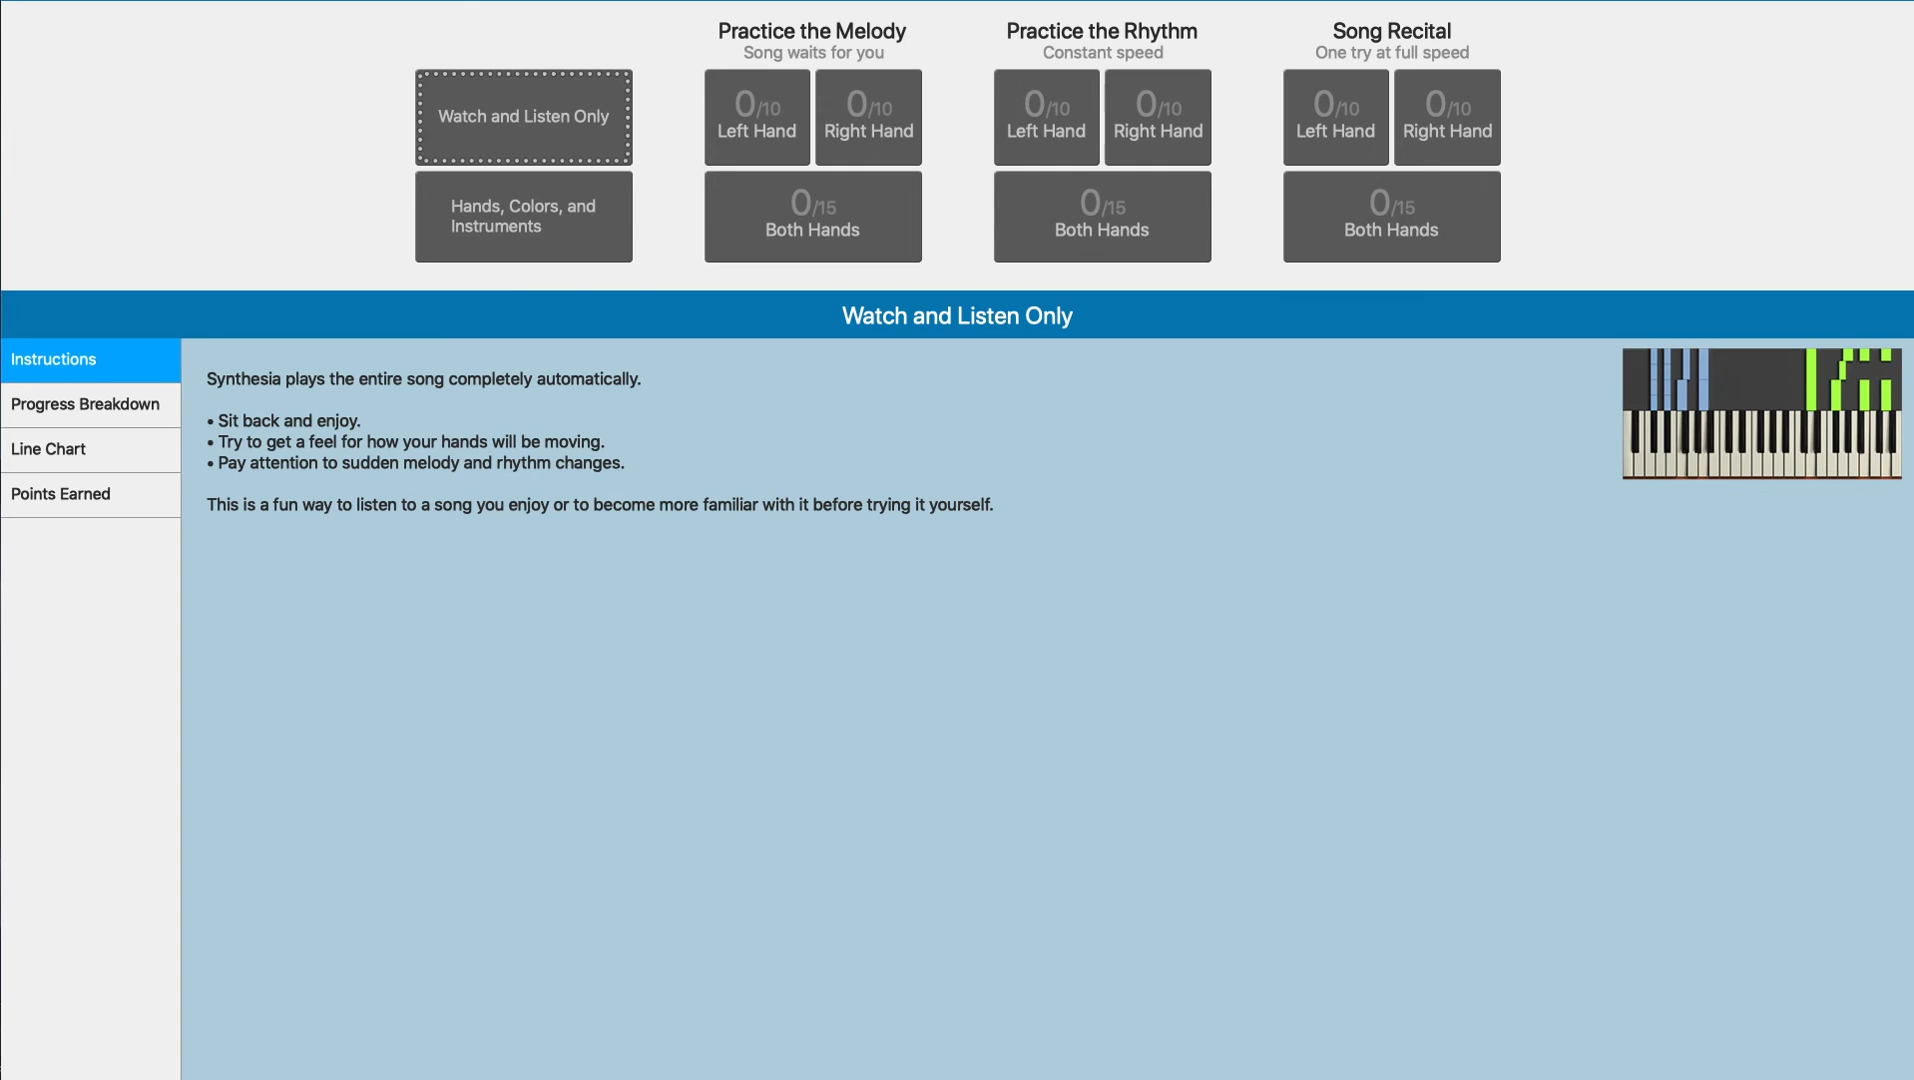 Practice the Melody
Song waits for you
Practice the Rhythm
Constant speed
Song Recital
One try at full speed
Watch and Listen Only
0/10
Left Hand
0/10
Right Hand
0/10
Left Hand
0/10
Right Hand
0/10
Left Hand
0/10
Right Hand
Hands, Colors, and
Instruments
0/15
Both Hands
0/15
Both Hands
0/15
Both Hands
Watch and Listen Only
Instructions
Progress Breakdown
Line Chart
Points Earned
Synthesia plays the entire song completely automatically.
• Sit back and enjoy.
• Try to get a feel for how your hands will be moving.
• Pay attention to sudden melody and rhythm changes.
This is a fun way to listen to a song you enjoy or to become more familiar with it before trying it yourself.